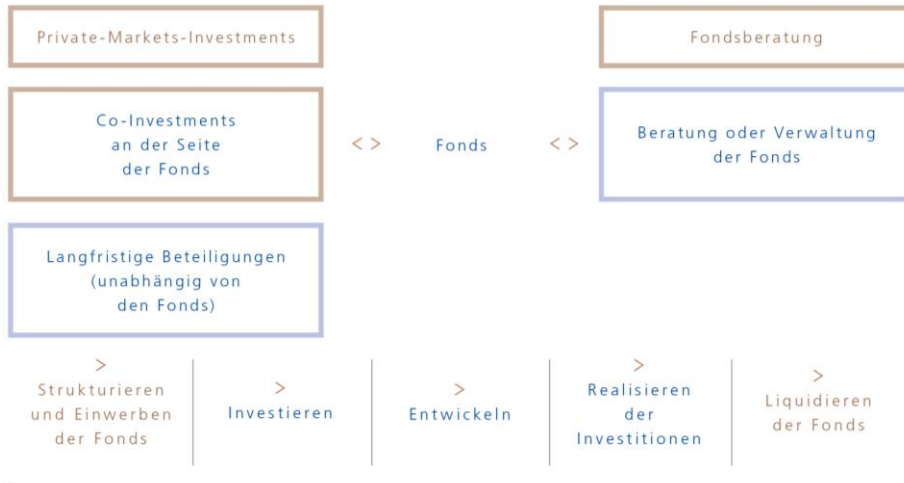 Private-Markets-Investments
Fondsberatung
Co-Investments
an der Seite
der Fonds
< >
Fonds
< >
Beratung oder Verwaltung
der Fonds
Langfristige Beteiligungen
(unabhängig von
den Fonds)
>
Strukturieren
und Einwerben
der Fonds
>
Investieren
>
Entwickeln
>
Realisieren
der
Investitionen
>
Liquidieren
der Fonds